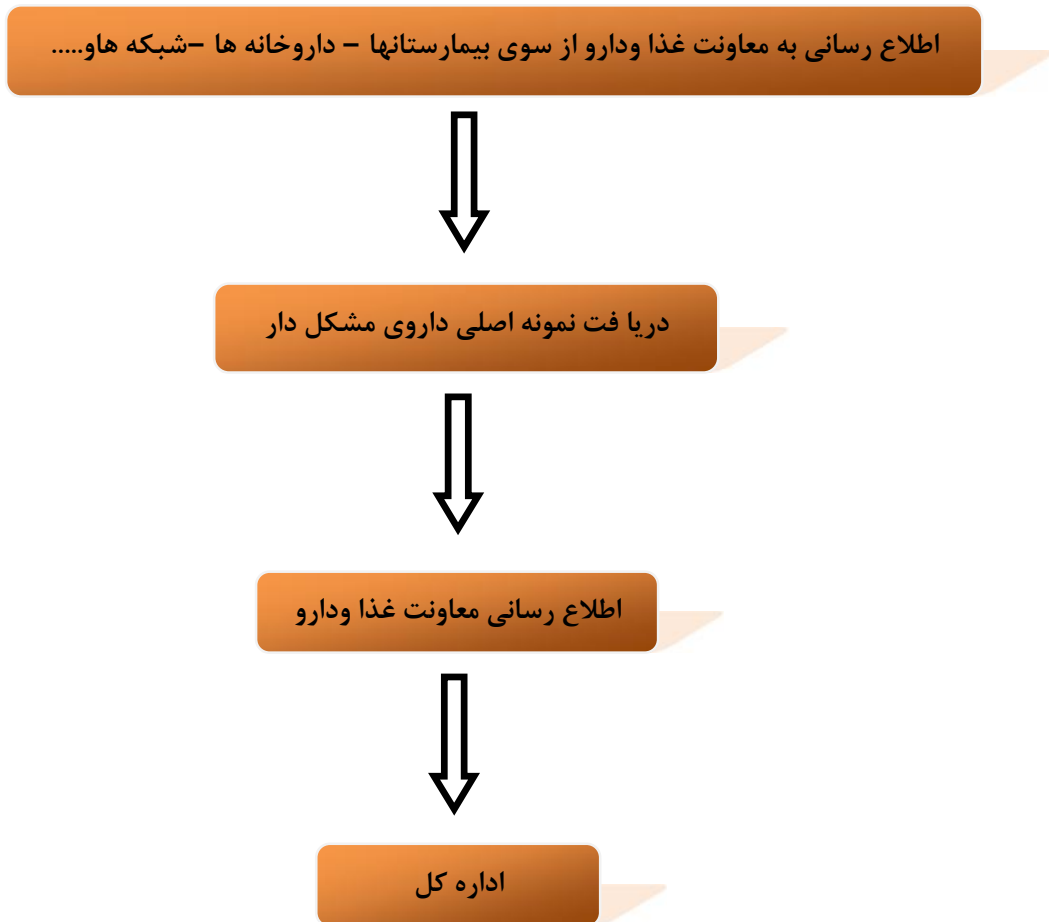 اطلاع رسانی به معاونت غذا ودارو از سوی بیمارستانها – داروخانه ها –شبکه هاو.....
دریا فت نمونه اصلی داروی مشکل دار
اطلاع رسانی معاونت غذا ودارو
اداره کل